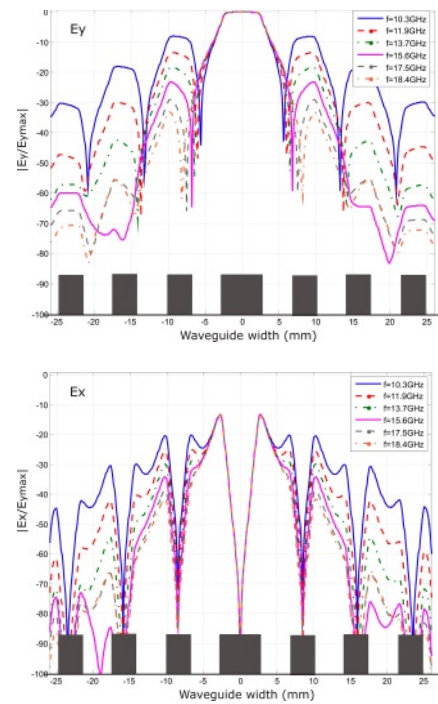 Ey
f=10.3GHz
f=11.9GHz
f=13.7GHz
f=15.6GHz
f=17.5GHz
f=18.4GHz
|Ey/Eymax|
0
-10
-20
-30
-40
-50
-60
-70
-80
-90
-100
-25 -20 -15 -10 -5 0 5 10 15 20 25
Waveguide width (mm)
Ex
f=10.3GHz
f=11.9GHz
f=13.7GHz
f=15.6GHz
f=17.5GHz
f=18.4GHz
|Ex/Eymax|
0
-10
-20
-30
-40
-50
-60
-70
-80
-90
-100
-25 -20 -15 -10 -5 0 5 10 15 20 25
Waveguide width (mm)